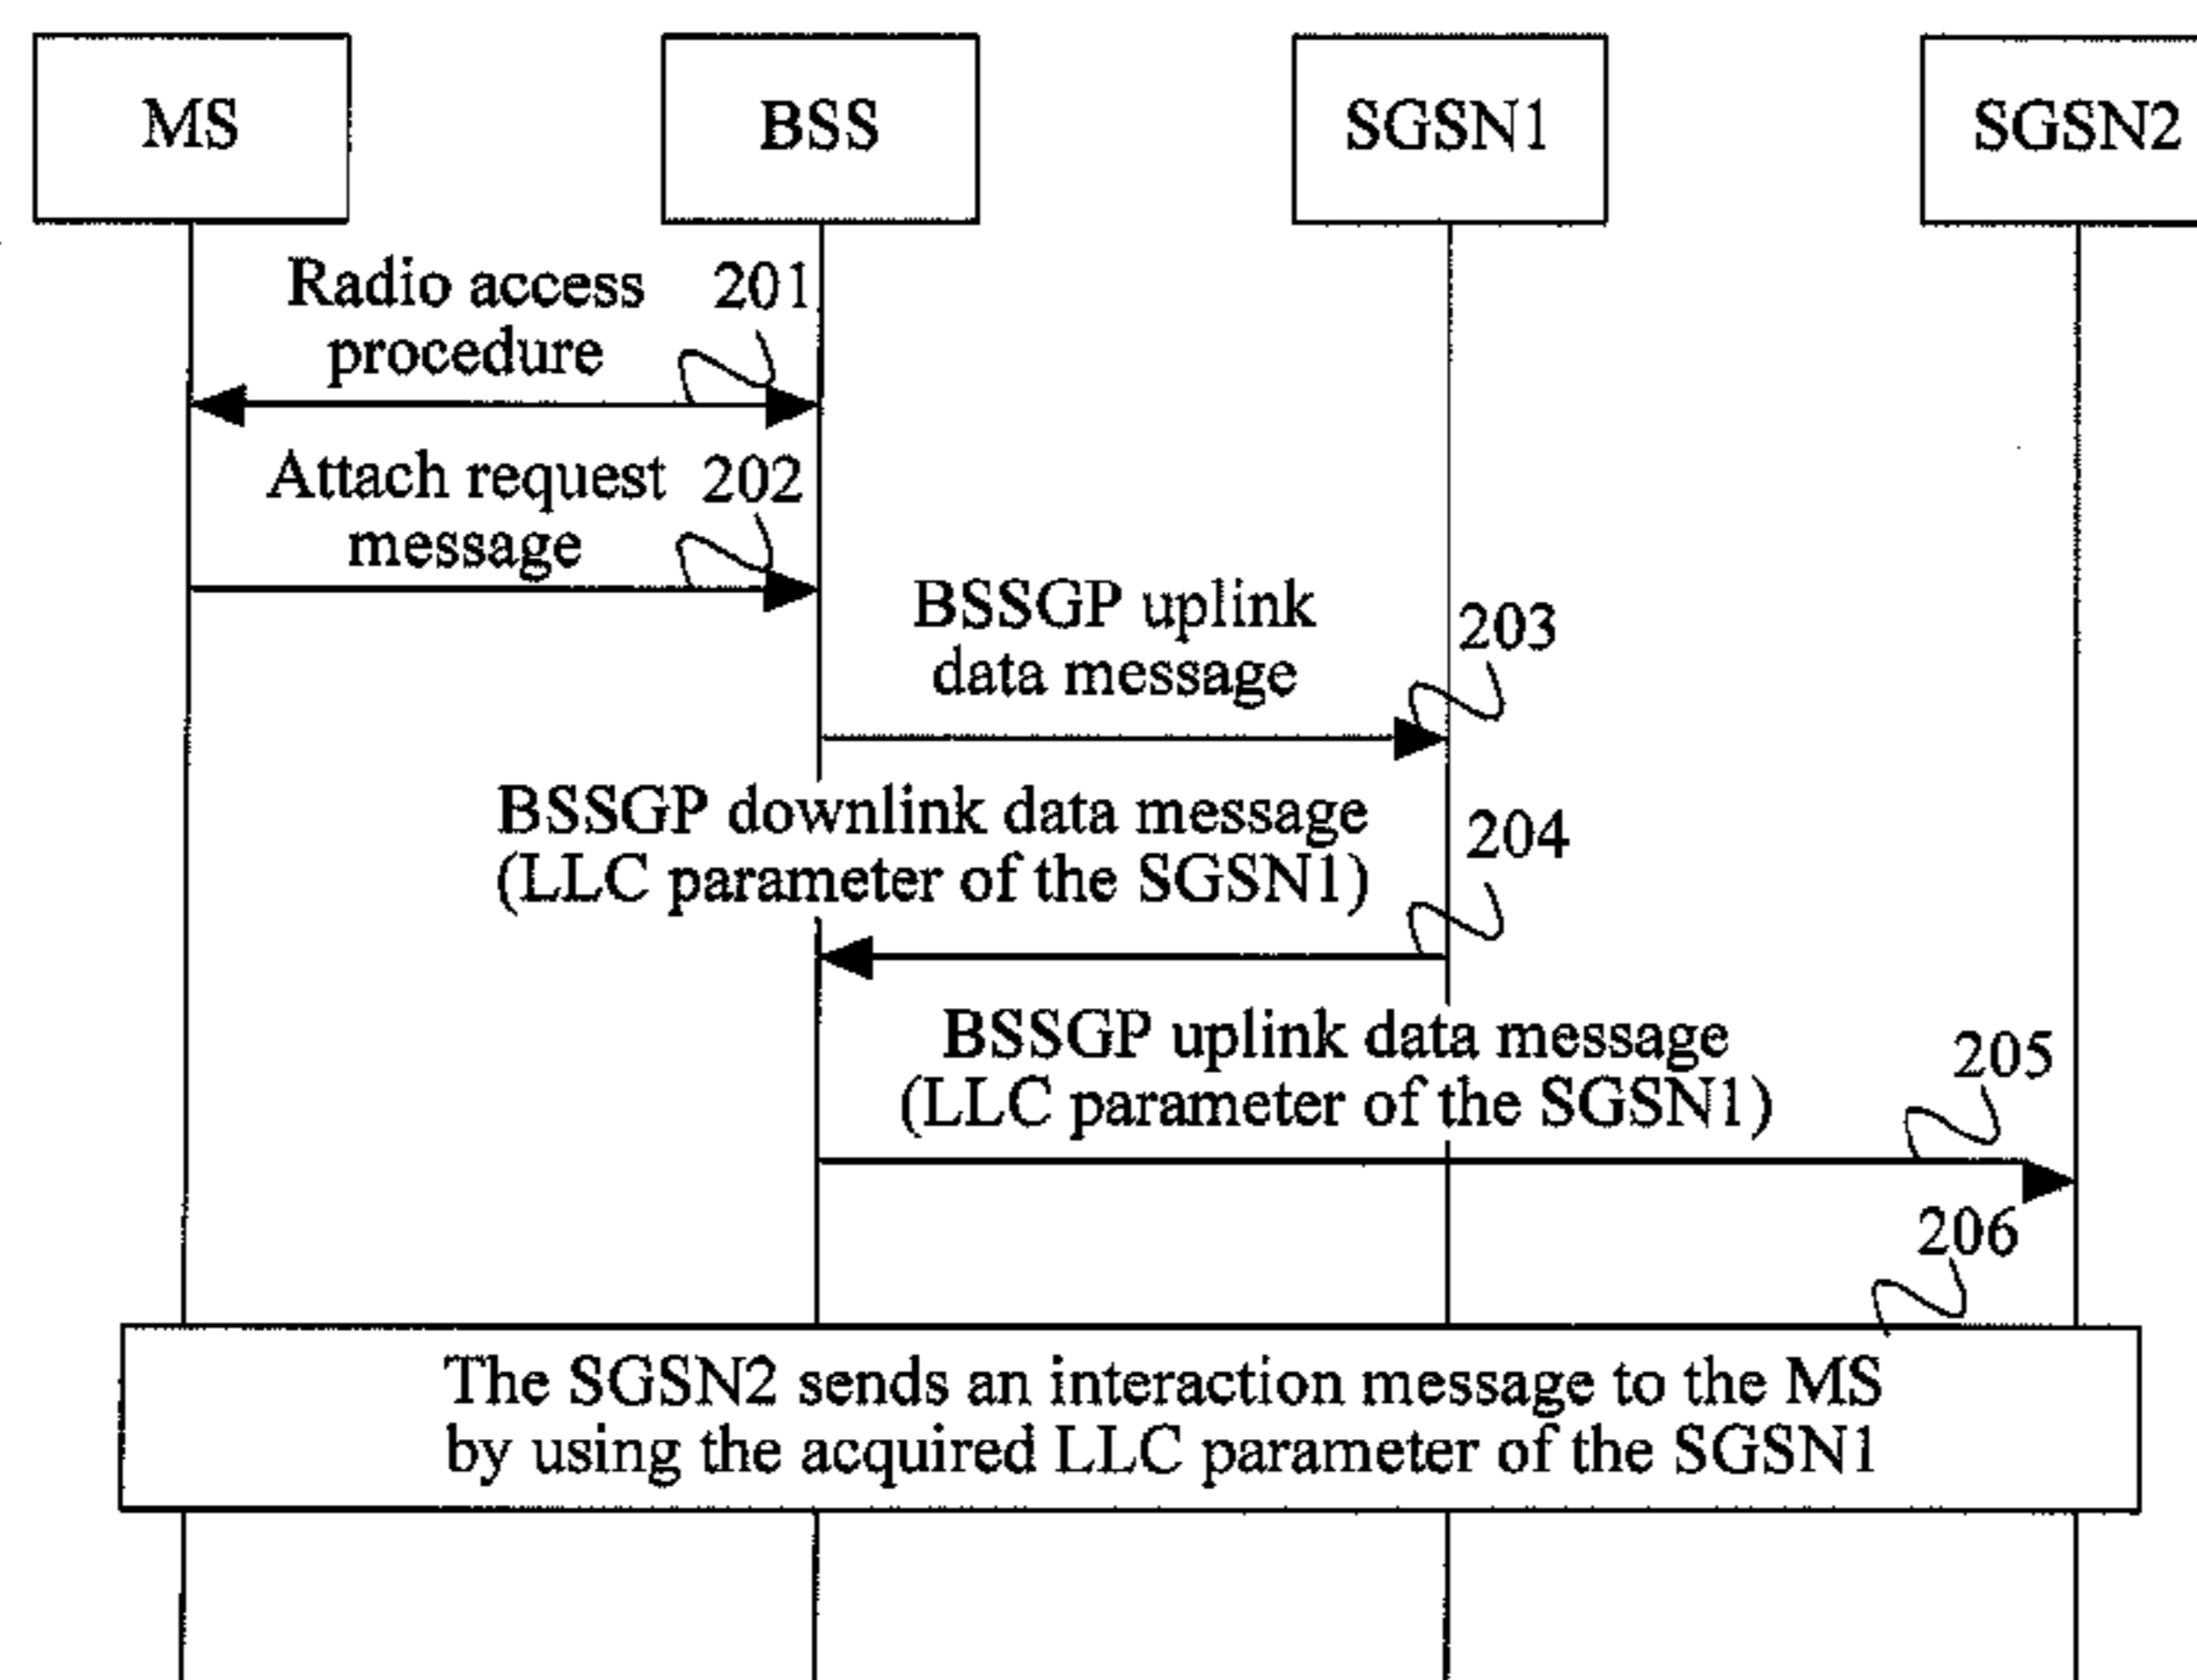 MS
BSS
SGSN1
SGSN2
Radio access
procedure
201
Attach request
message
202
BSSGP uplink
data message
203
BSSGP downlink data message
(LLC parameter of the SGSN1)
204
BSSGP uplink data message
(LLC parameter of the SGSN1)
205
206
The SGSN2 sends an interaction message to the MS
by using the acquired LLC parameter of the SGSN1